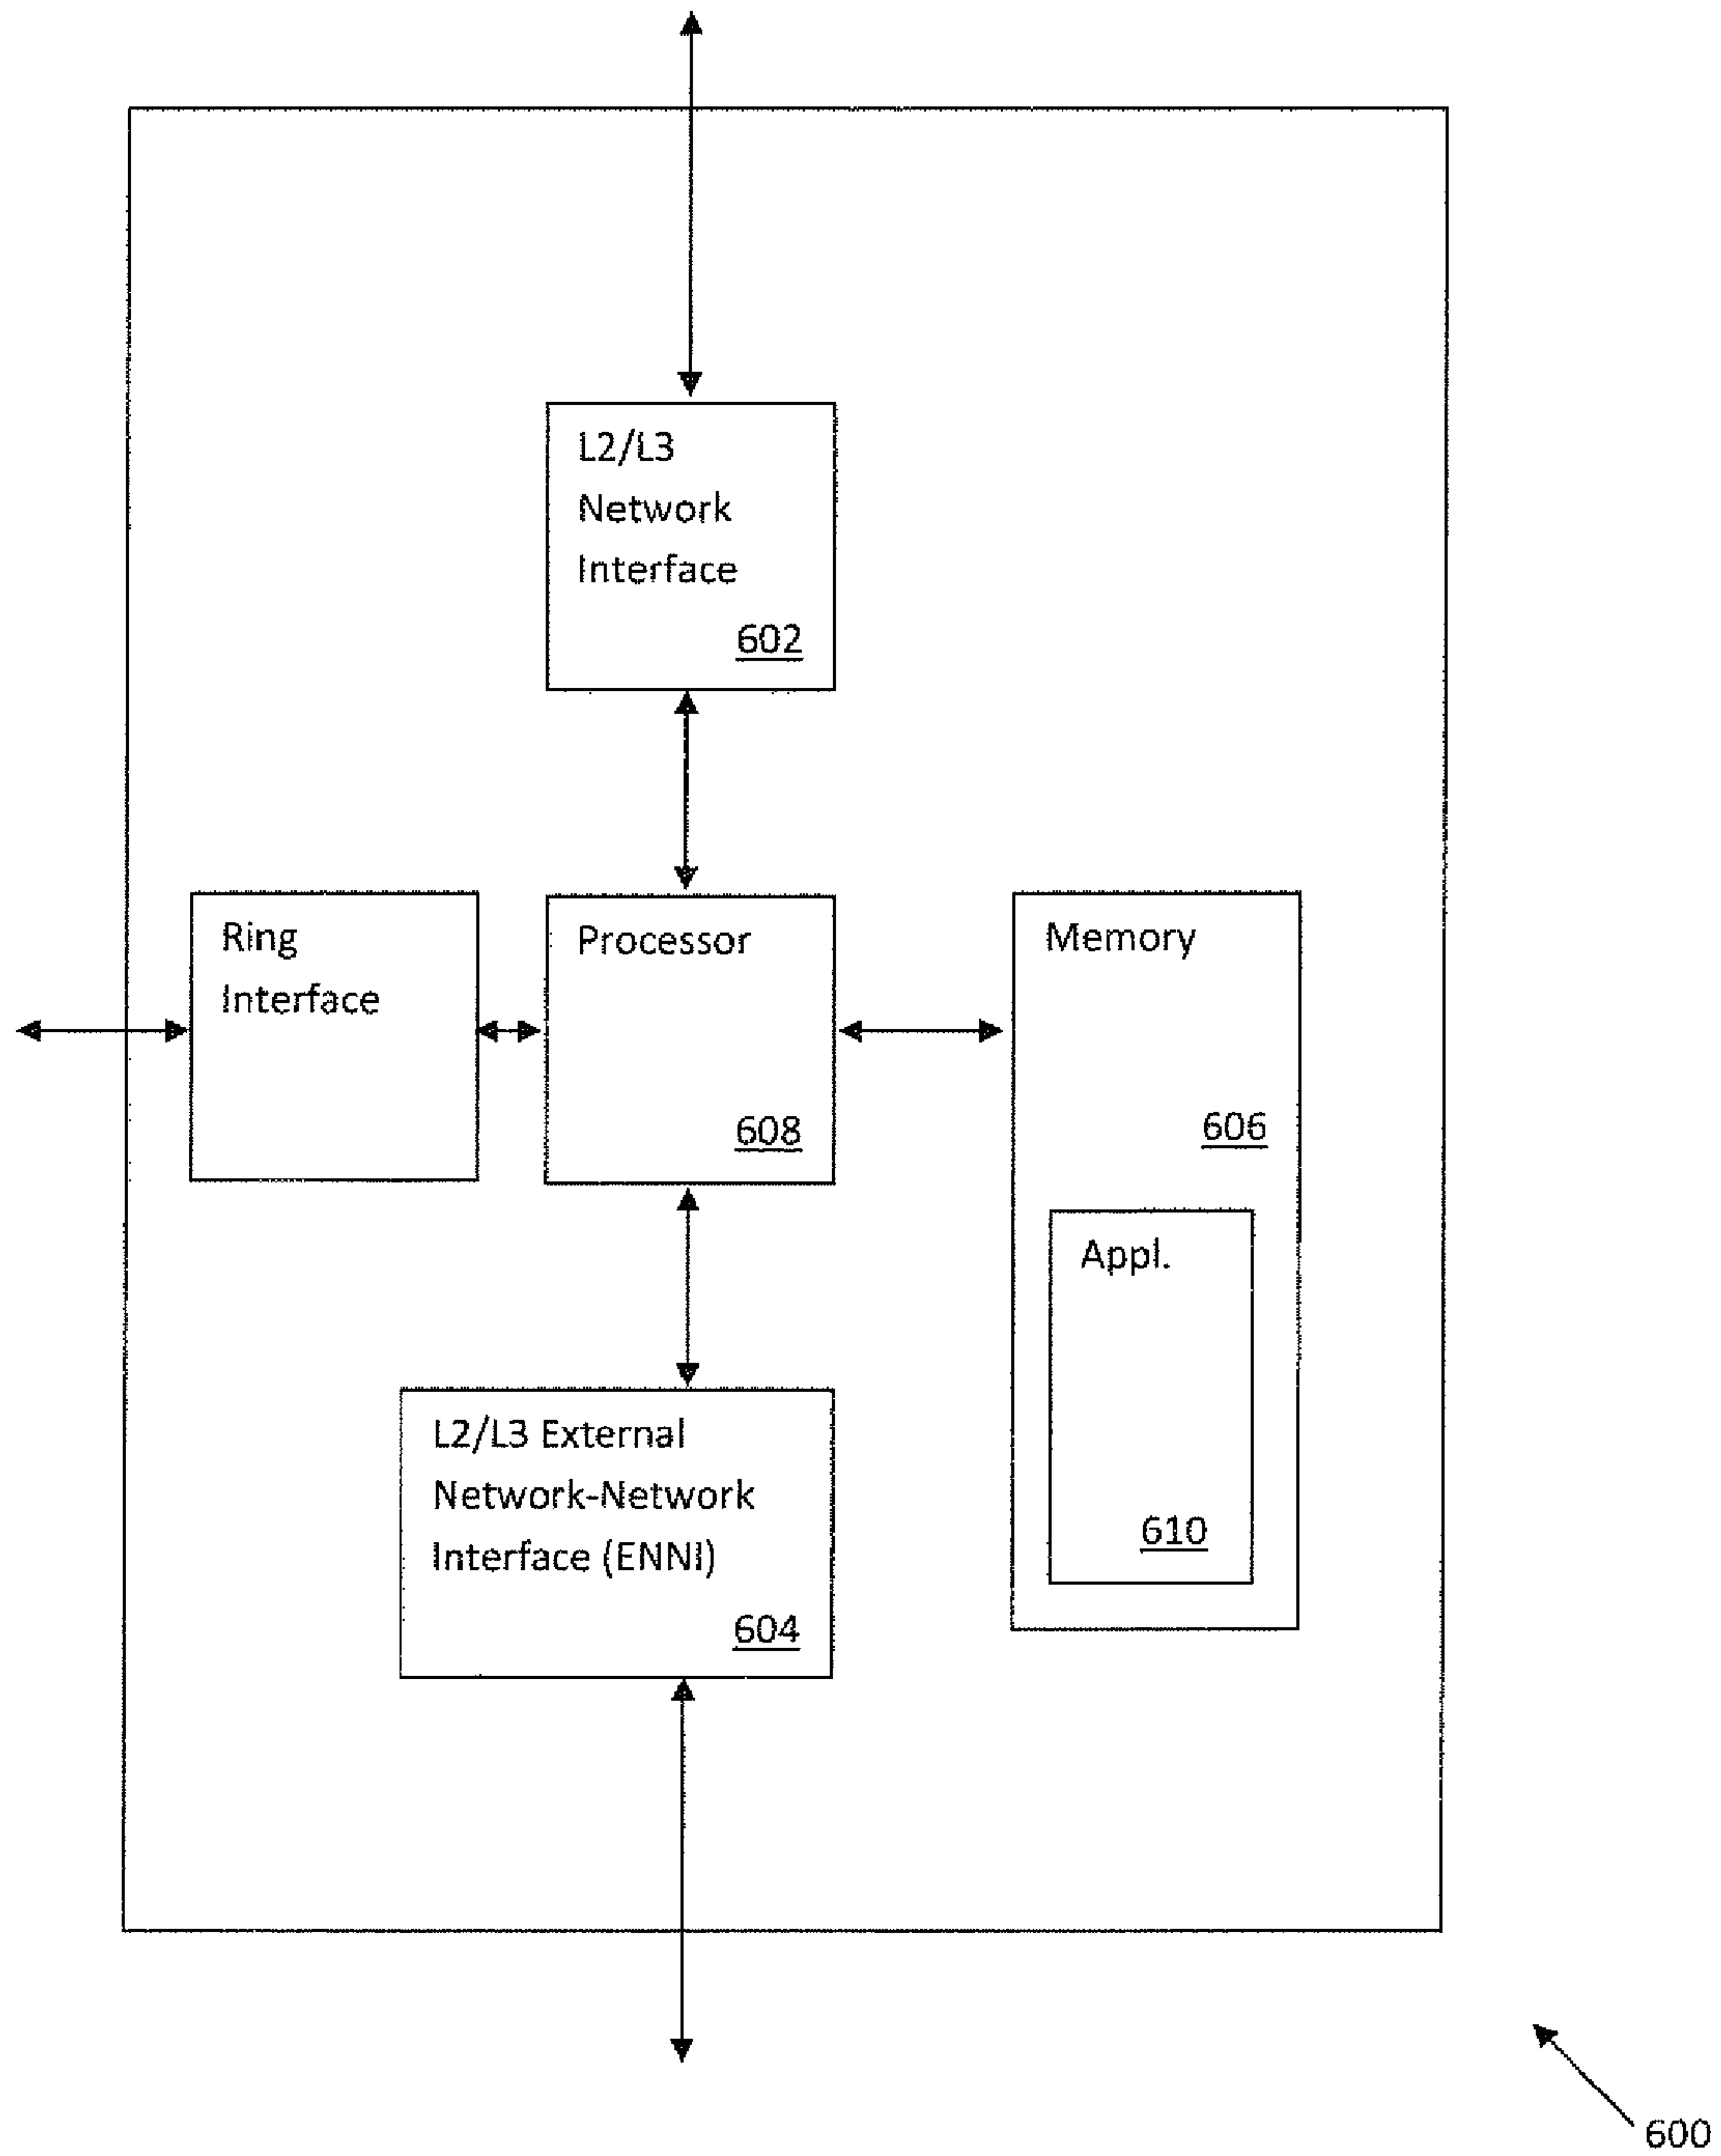 L2/L3
Network
Interface
602
Ring
Interface
Processor
608
Memory
606
Appl.
610
L2/L3 External
Network-Network
Interface (ENNI)
604
600